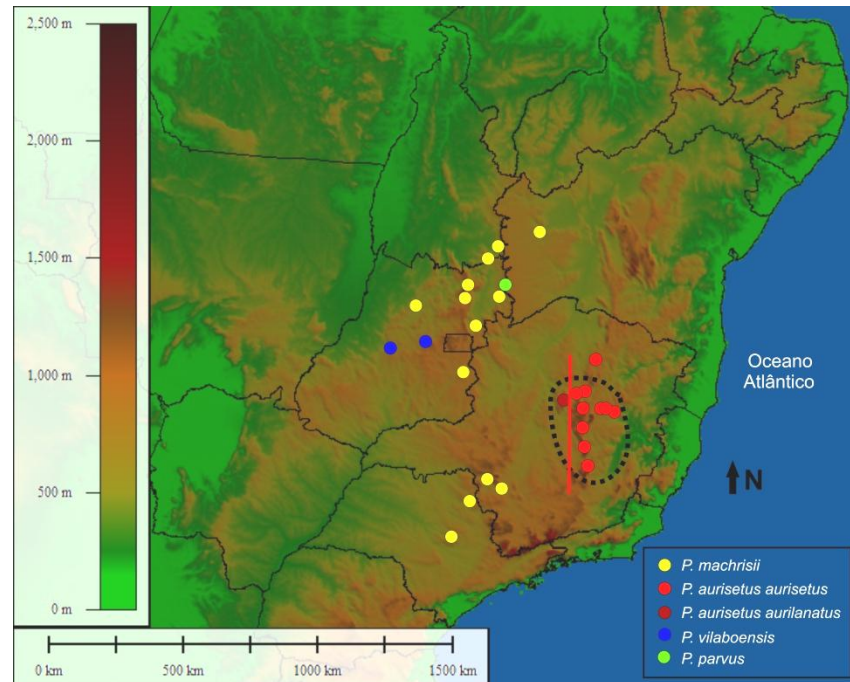 2,500 m
2,000 m
1,500 m
1,000 m
500 m
0 m
Oceano
Atlântico
N
P. machrisii
P. aurisetus aurisetus
P. aurisetus aurilanatus
P. vilaboensis
P. parvus
0 km
500 km
1000 km
1500 km